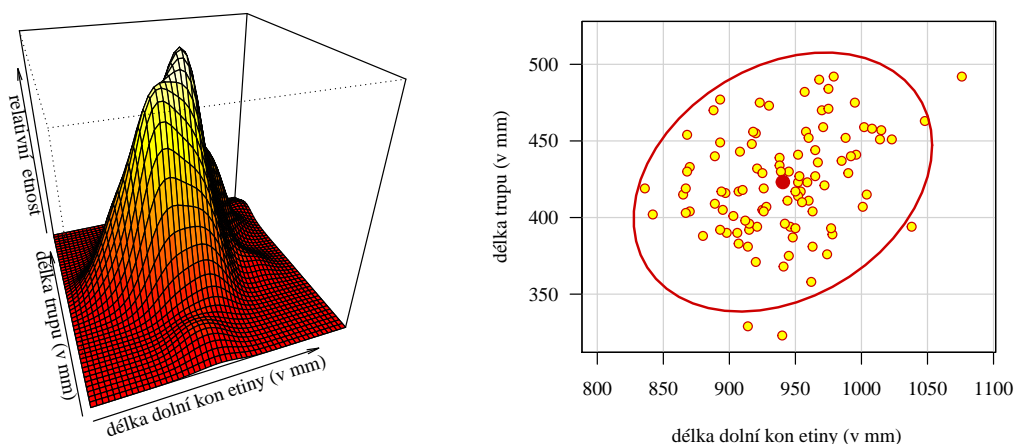 relativní etnost
délka trupu (v mm)
délka dolní kon etiny (v mm)
délka trupu (v mm)
500
450
400
350
800 850 900 950 1000 1050 1100
délka dolní kon etiny (v mm)